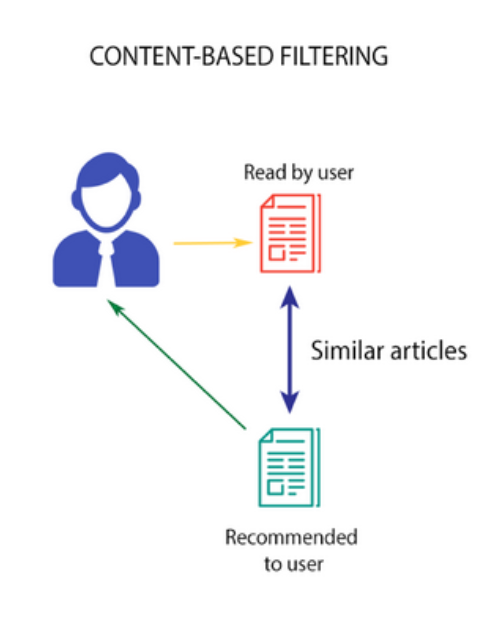 CONTENT-BASED FILTERING
Read by user
Similar articles
Recommended
to user